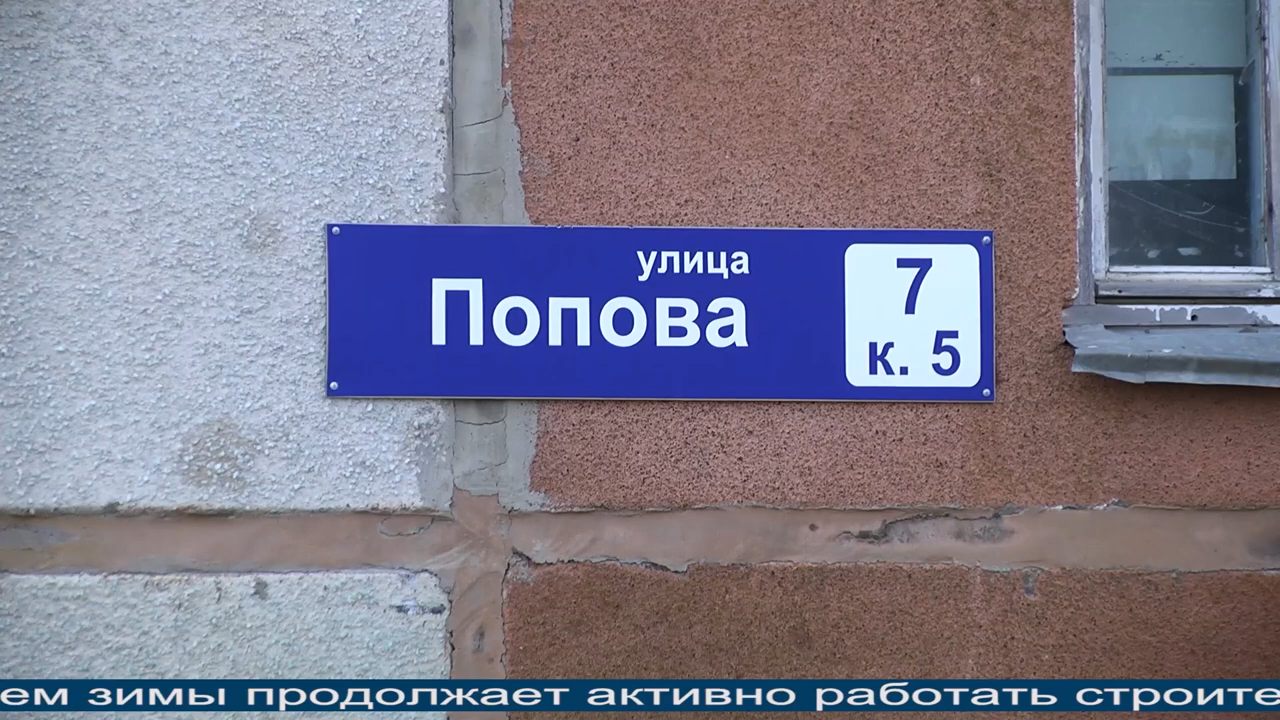 улица
Попова
7
к. 5
ем зимы продолжает активно работать строите